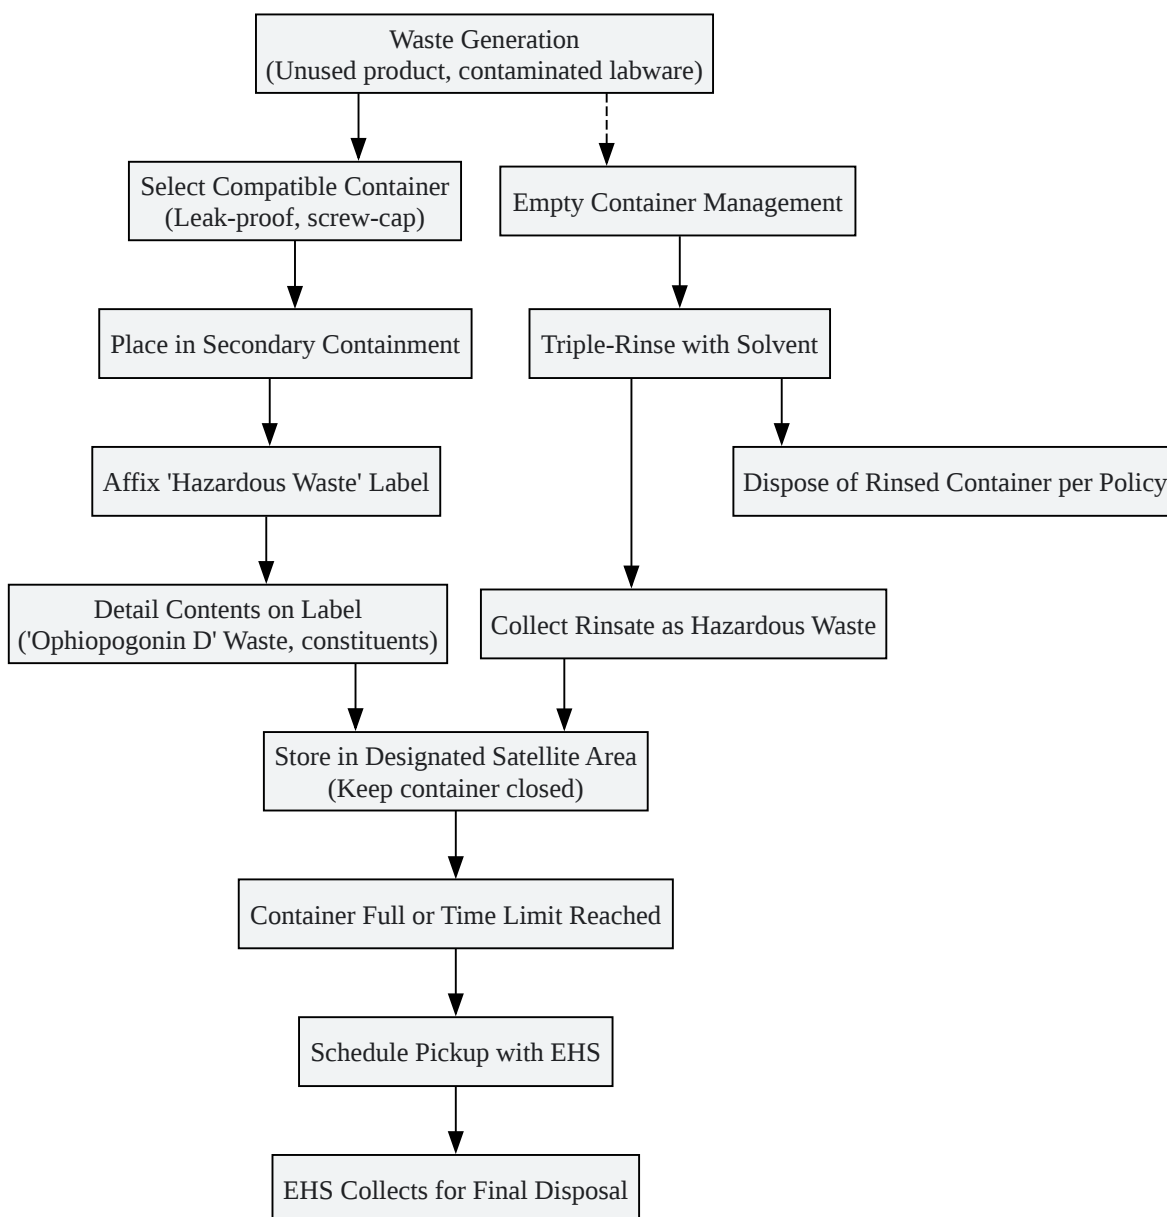 Waste Generation
(Unused product, contaminated labware)
Select Compatible Container
(Leak-proof, screw-cap)
Empty Container Management
Place in Secondary Containment
Triple-Rinse with Solvent
Affix 'Hazardous Waste' Label
Dispose of Rinsed Container per Policy
Detail Contents on Label
('Ophiopogonin D' Waste, constituents)
Collect Rinsate as Hazardous Waste
Store in Designated Satellite Area
(Keep container closed)
Container Full or Time Limit Reached
Schedule Pickup with EHS
EHS Collects for Final Disposal